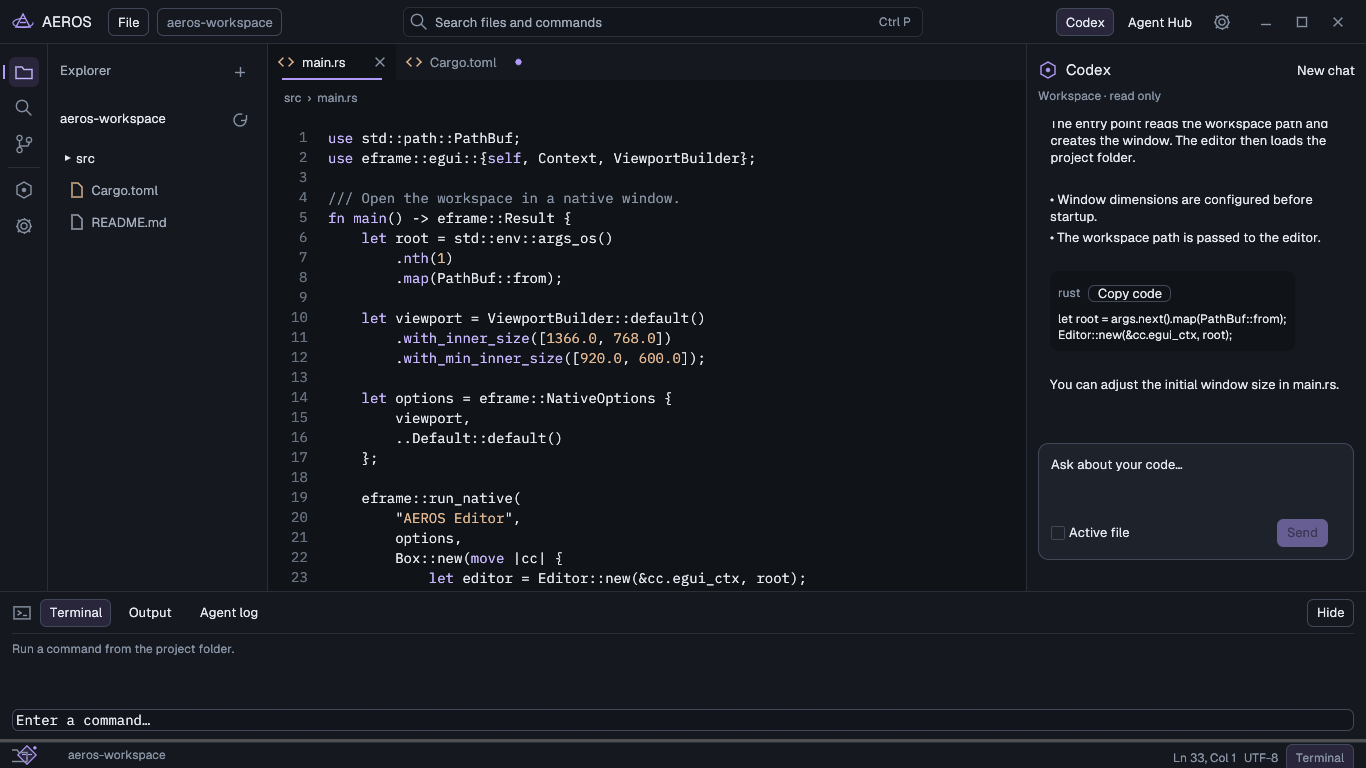 AEROS File aeros-workspace Search files and commands Ctrl P Codex Agent Hub
Explorer +
aeros-workspace
src
Cargo.toml
README.md
main.rs Cargo.toml
src › main.rs
1 use std::path::PathBuf;
2 use eframe::egui::{self, Context, ViewportBuilder};
3
4 /// Open the workspace in a native window.
5 fn main() -> eframe::Result {
6     let root = std::env::args_os()
7         .nth(1)
8         .map(PathBuf::from);
9
10     let viewport = ViewportBuilder::default()
11         .with_inner_size([1366.0, 768.0])
12         .with_min_inner_size([920.0, 600.0]);
13
14     let options = eframe::NativeOptions {
15         viewport,
16         ..Default::default()
17     };
18
19     eframe::run_native(
20         "AEROS Editor",
21         options,
22         Box::new(move |cc| {
23             let editor = Editor::new(&cc.egui_ctx, root);
Codex New chat
Workspace · read only
The entry point reads the workspace path and
creates the window. The editor then loads the
project folder.
• Window dimensions are configured before
startup.
• The workspace path is passed to the editor.
rust Copy code
let root = args.next().map(PathBuf::from);
Editor::new(&cc.egui_ctx, root);
You can adjust the initial window size in main.rs.
Ask about your code…
Active file Send
Terminal Output Agent log Hide
Run a command from the project folder.
Enter a command…
aeros-workspace Ln 33, Col 1 UTF-8 Terminal